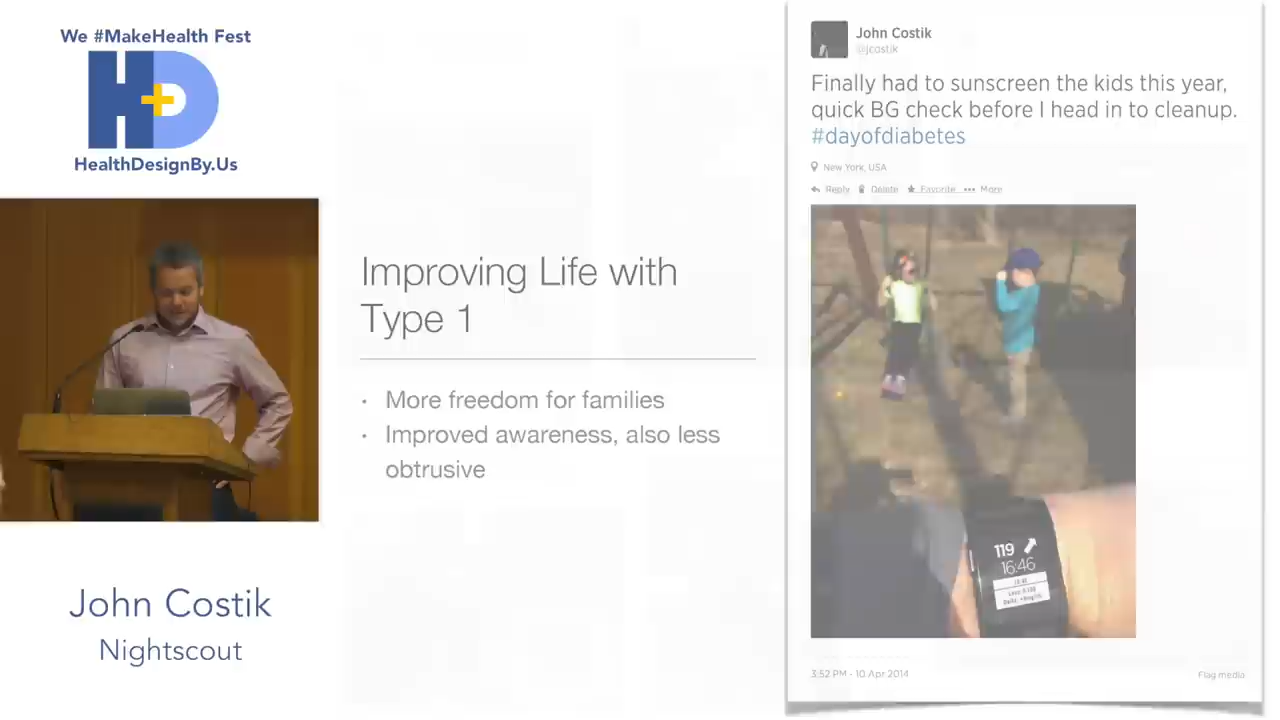 We #MakeHealth Fest
H+D
HealthDesignBy.Us
John Costik
Nightscout
Improving Life with
Type 1
• More freedom for families
• Improved awareness, also less
obtrusive
John Costik
@jcostik
Finally had to sunscreen the kids this year,
quick BG check before I head in to cleanup.
#dayofdiabetes
New York, USA
Reply Delete Favorite ••• More
119
16:46
3:52 PM - 10 Apr 2014
Flag media